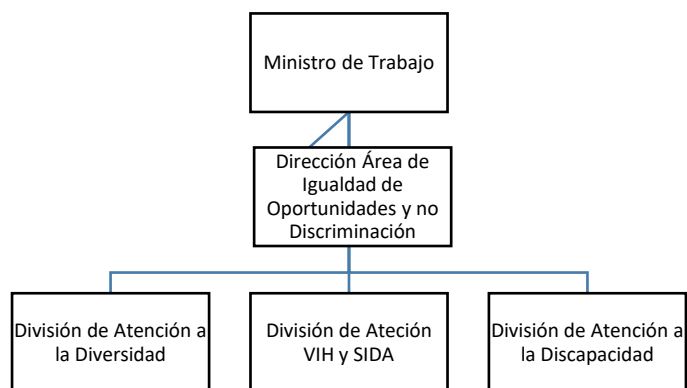 Ministro de Trabajo
Dirección Área de
Igualdad de
Oportunidades y no
Discriminación
División de Atención a
la Diversidad
División de Ateción
VIH y SIDA
División de Atención a
la Discapacidad